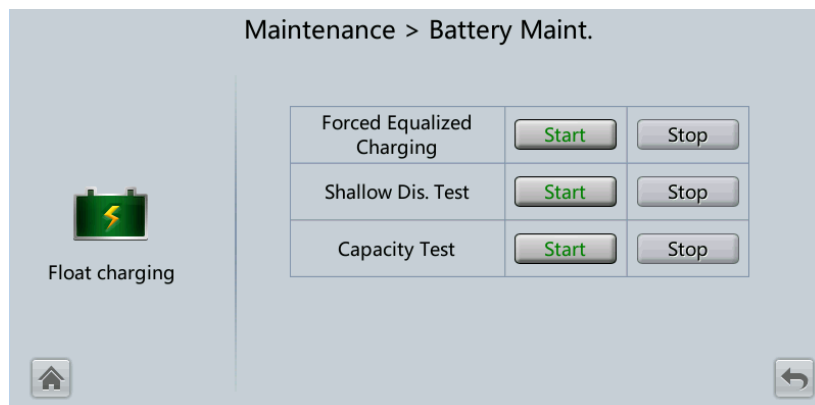 Maintenance > Battery Maint.
Forced Equalized
Charging
Start
Stop
Shallow Dis. Test
Start
Stop
Capacity Test
Start
Stop
Float charging